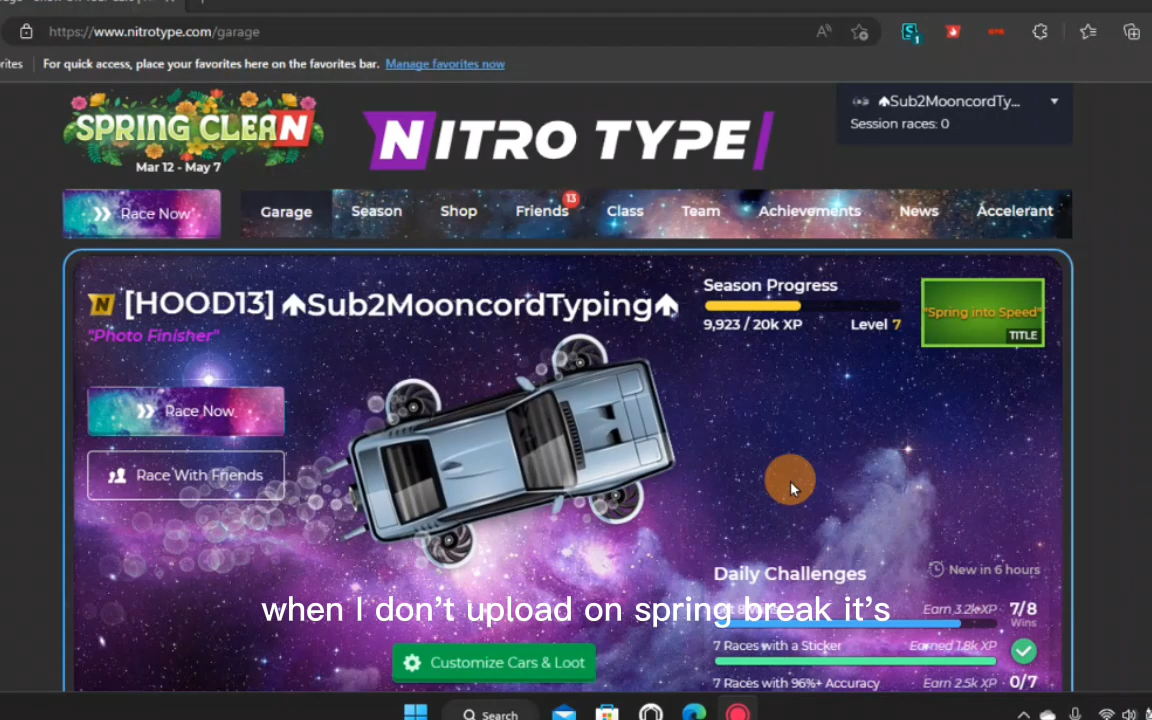 https://www.nitrotype.com/garage
rites
For quick access, place your favorites here on the favorites bar. Manage favorites now
SPRING CLEAN
Mar 12 - May 7
NITRO TYPE
♠Sub2MooncordTy...
Session races: 0
Race Now
Garage
Season
Shop
Friends
13
Class
Team
Achievements
News
Accelerant
N [HOOD13] ♠Sub2MooncordTyping♠
"Photo Finisher"
Season Progress
9,923 / 20k XP
Level 7
"Spring into Speed"
TITLE
Race Now
Race With Friends
Daily Challenges
New in 6 hours
Earn 3.2k XP
7/8
Wins
when I don't upload on spring break it's
7 Races with a Sticker
Earned 1.8k XP
Customize Cars & Loot
7 Races with 96%+ Accuracy
Earn 2.5k XP
0/7
Search